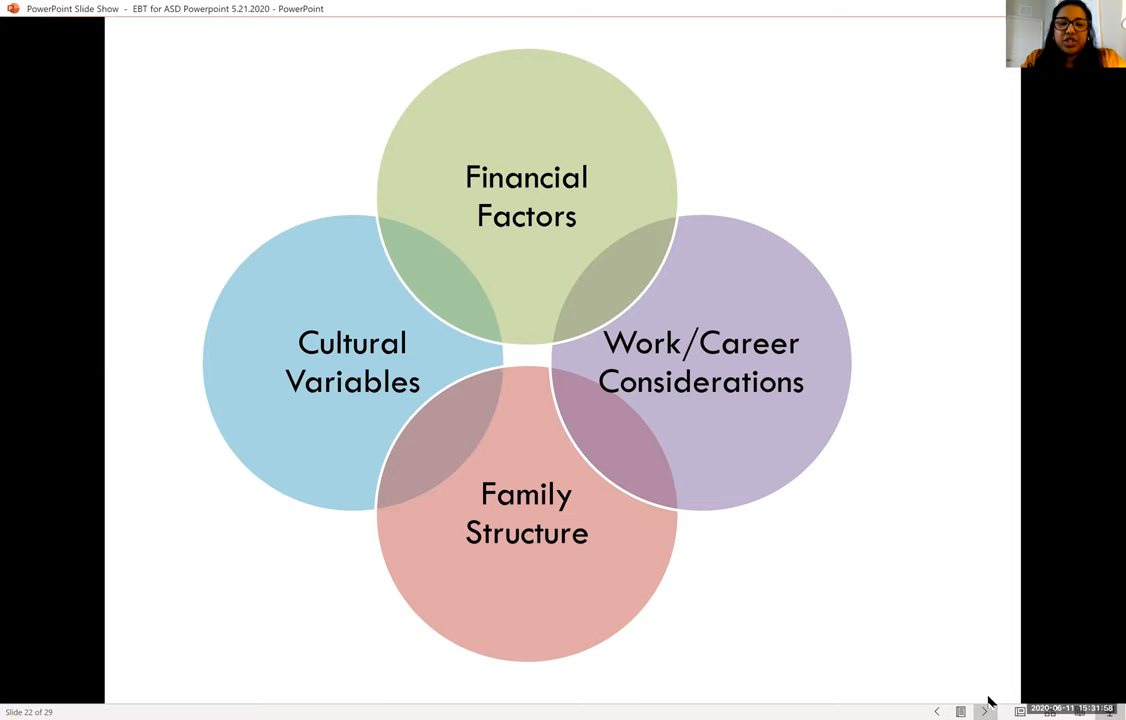 PowerPoint Slide Show - EBT for ASD Powerpoint 5.21.2020 - PowerPoint
Financial
Factors
Cultural
Variables
Work/Career
Considerations
Family
Structure
Slide 22 of 29
2020-06-11 15:31:58